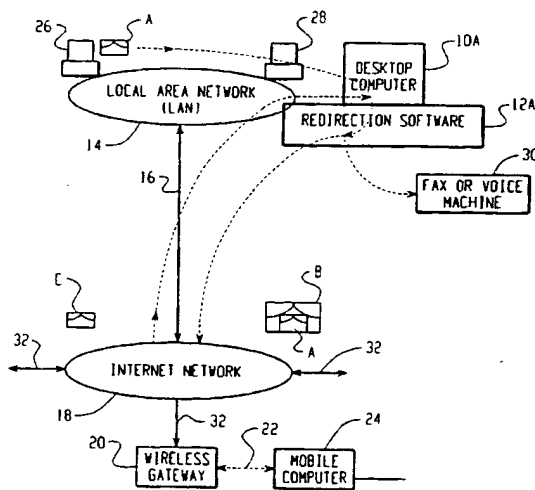 26
A
28
10A
DESKTOP
COMPUTER
LOCAL AREA NETWORK
(LAN)
REDIRECTION SOFTWARE
12A
14
30
16
FAX OR VOICE
MACHINE
C
B
A
32
32
INTERNET NETWORK
18
32
24
20
WIRELESS
GATEWAY
22
MOBILE
COMPUTER